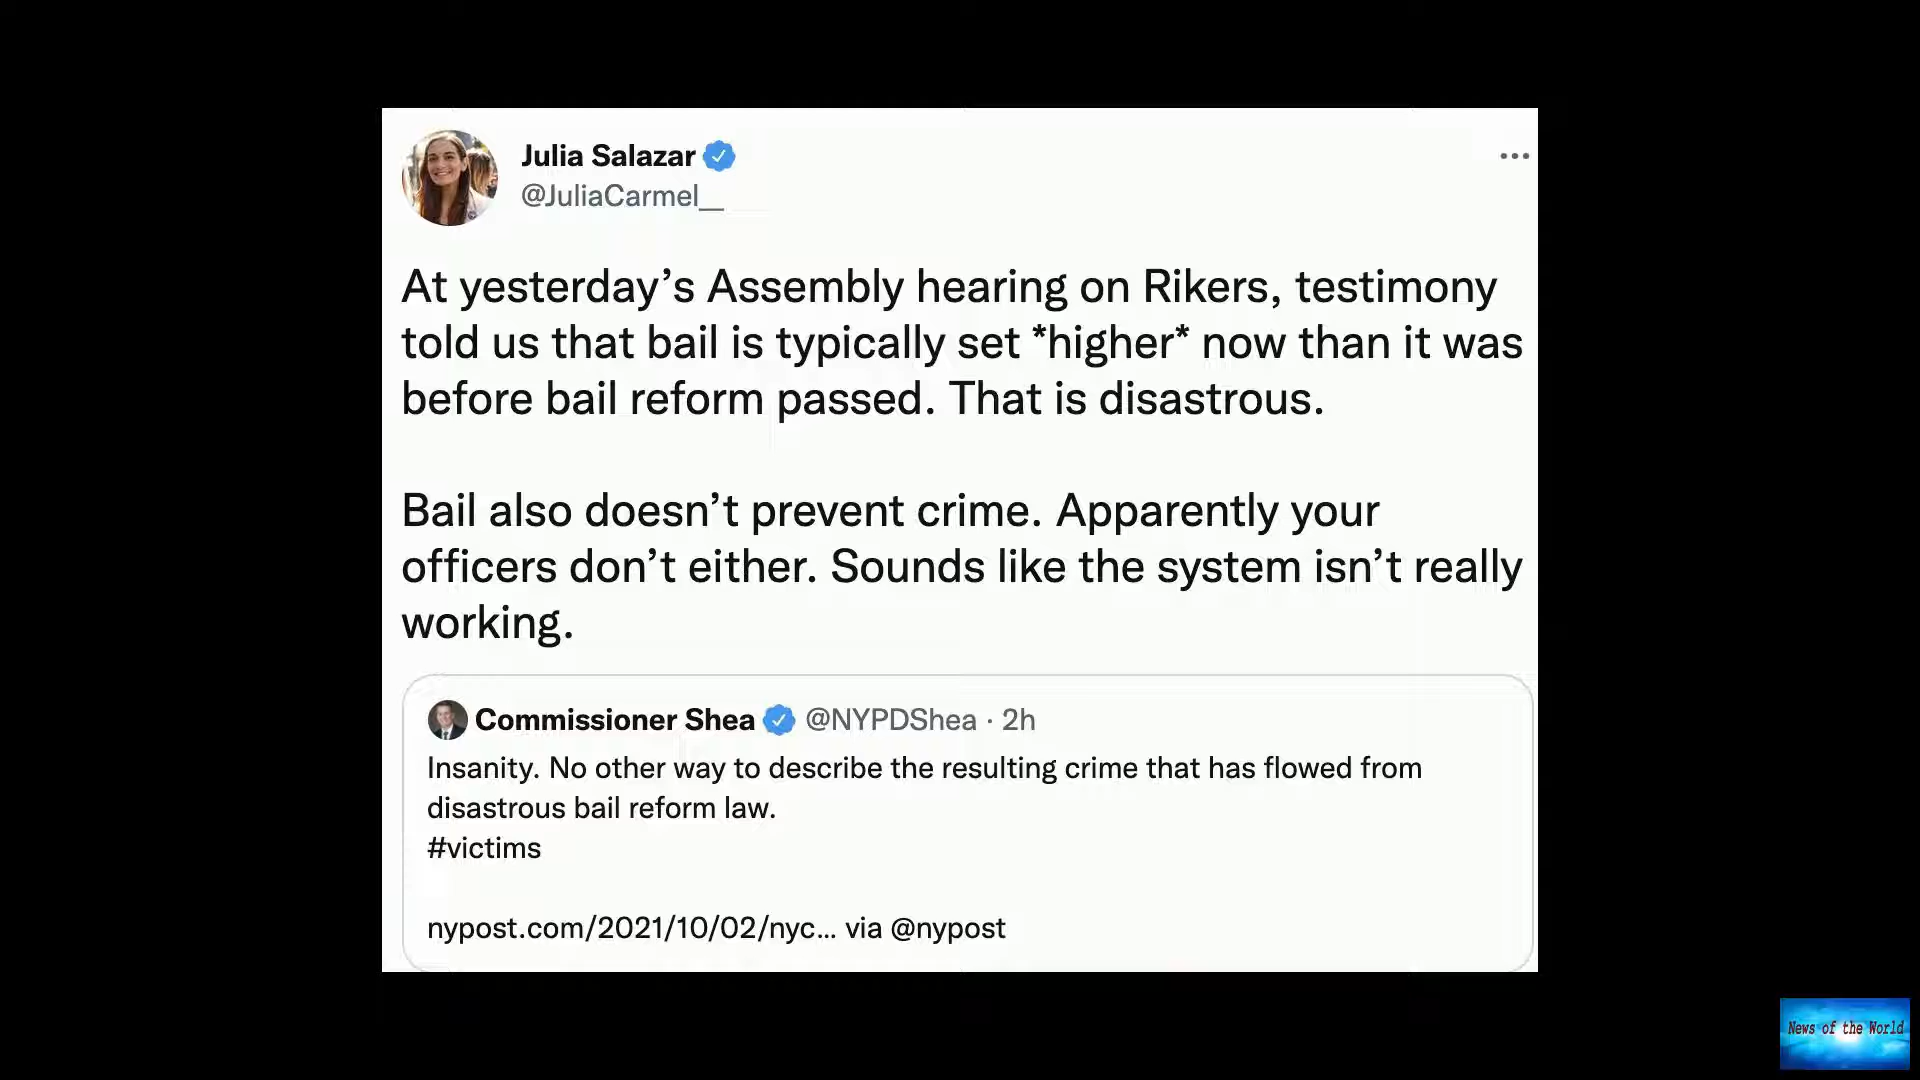 Julia Salazar
@JuliaCarmel__
At yesterday’s Assembly hearing on Rikers, testimony
told us that bail is typically set *higher* now than it was
before bail reform passed. That is disastrous.
Bail also doesn’t prevent crime. Apparently your
officers don’t either. Sounds like the system isn’t really
working.
Commissioner Shea @NYPDShea · 2h
Insanity. No other way to describe the resulting crime that has flowed from
disastrous bail reform law.
#victims
nypost.com/2021/10/02/nyc... via @nypost
News of the World